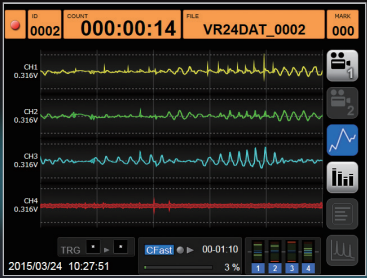 ID
0002
COUNT
000:00:14
FILE
VR24DAT_0002
MARK
000
CH1
0.316V
1
CH2
0.316V
2
CH3
0.316V
CH4
0.316V
TRG * ▸ *
CFast 00-01:10
3 %
1 2 3 4
2015/03/24 10:27:51